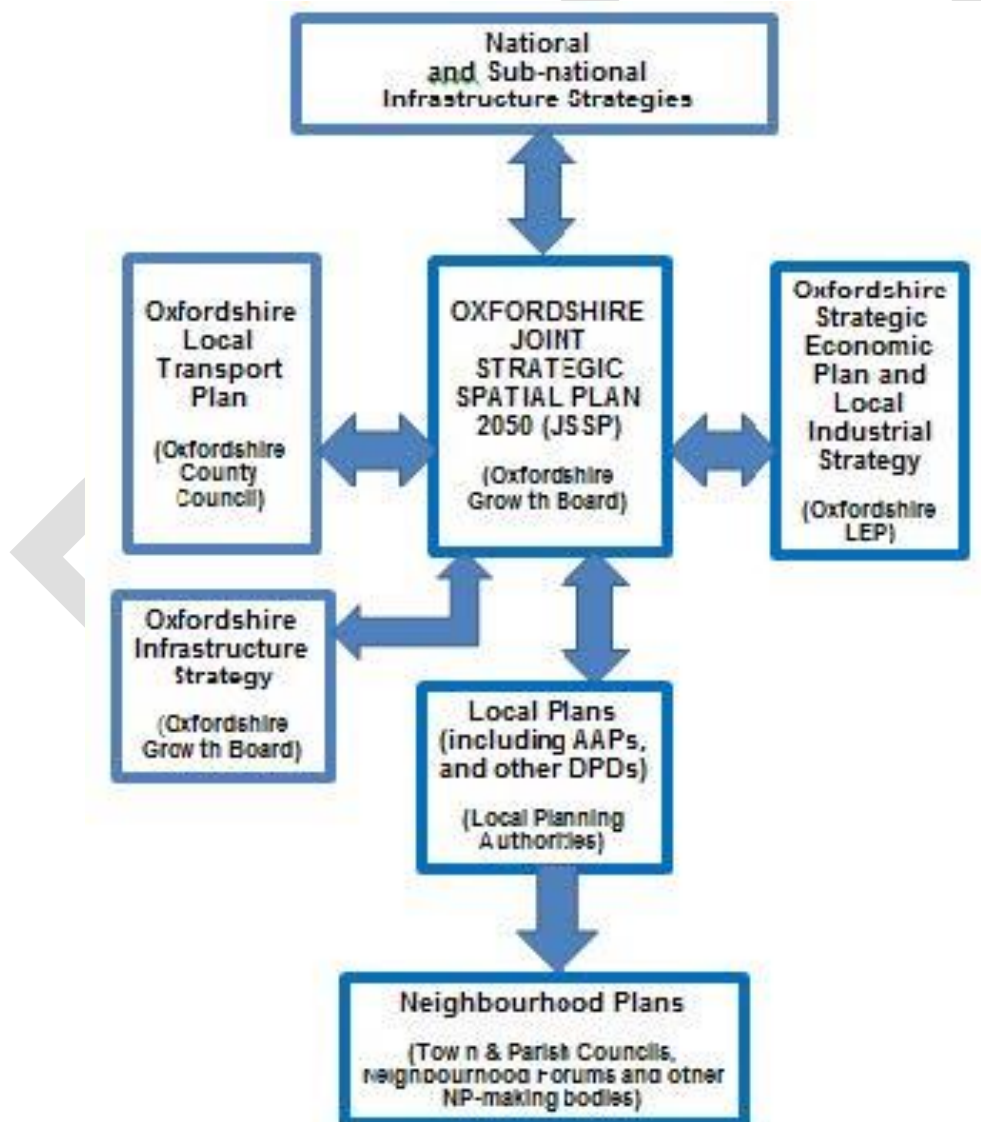 National
and Sub-national
Infrastructure Strategies
Oxfordshire
Local
Transport
Plan
(Oxfordshire
County
Council)
OXFORDSHIRE
JOINT
STRATEGIC
SPATIAL PLAN
2050 (JSSP)
(Oxfordshire
Growth Board)
Oxfordshire
Strategic
Economic
Plan and
Local
Industrial
Strategy
(Oxfordshire
LEP)
Oxfordshire
Infrastructure
Strategy
(Oxfordshire
Growth Board)
Local Plans
(including AAPs,
and other DPDs)
(Local Planning
Authorities)
Neighbourhood Plans
(Town & Parish Councils,
Neighbourhood Forums and other
NP-making bodies)